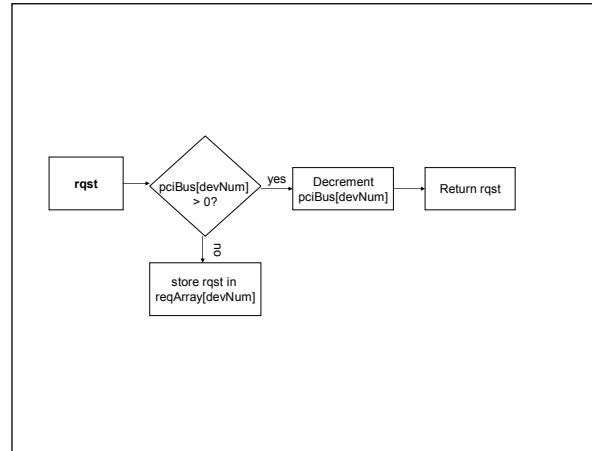 rqst
pciBus[devNum]
> 0?
yes
Decrement
pciBus[devNum]
Return rqst
no
store rqst in
reqArray[devNum]